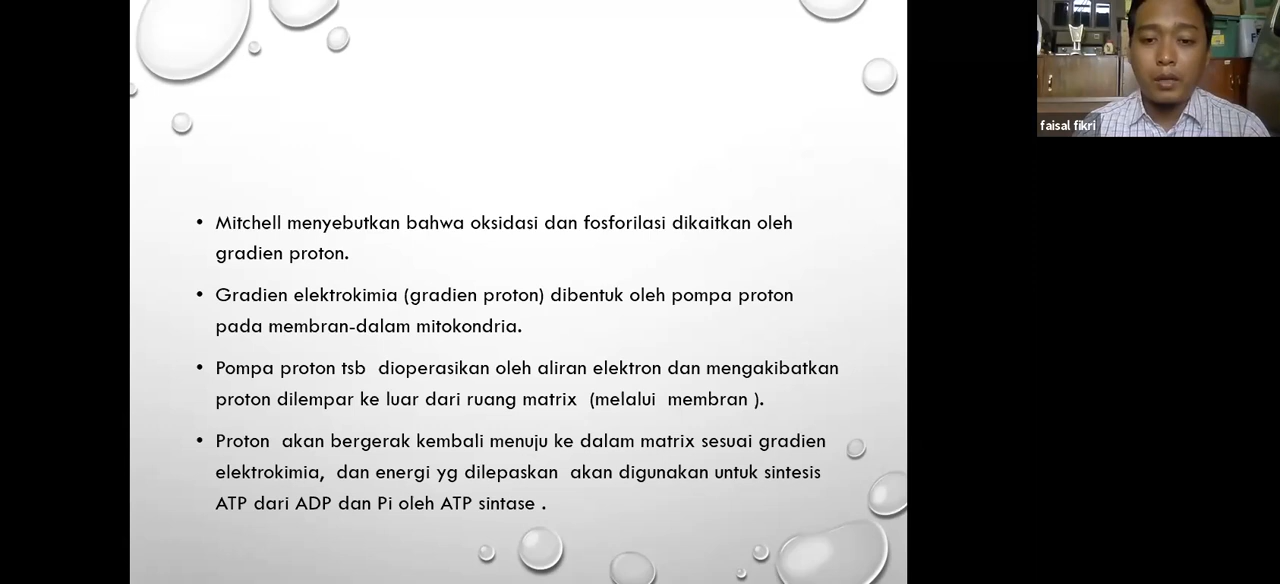 • Mitchell menyebutkan bahwa oksidasi dan fosforilasi dikaitkan oleh
gradien proton.
• Gradien elektrokimia (gradien proton) dibentuk oleh pompa proton
pada membran-dalam mitokondria.
• Pompa proton tsb dioperasikan oleh aliran elektron dan mengakibatkan
proton dilempar ke luar dari ruang matrix (melalui membran ).
• Proton akan bergerak kembali menuju ke dalam matrix sesuai gradien
elektrokimia, dan energi yg dilepaskan akan digunakan untuk sintesis
ATP dari ADP dan Pi oleh ATP sintase .
faisal fikri